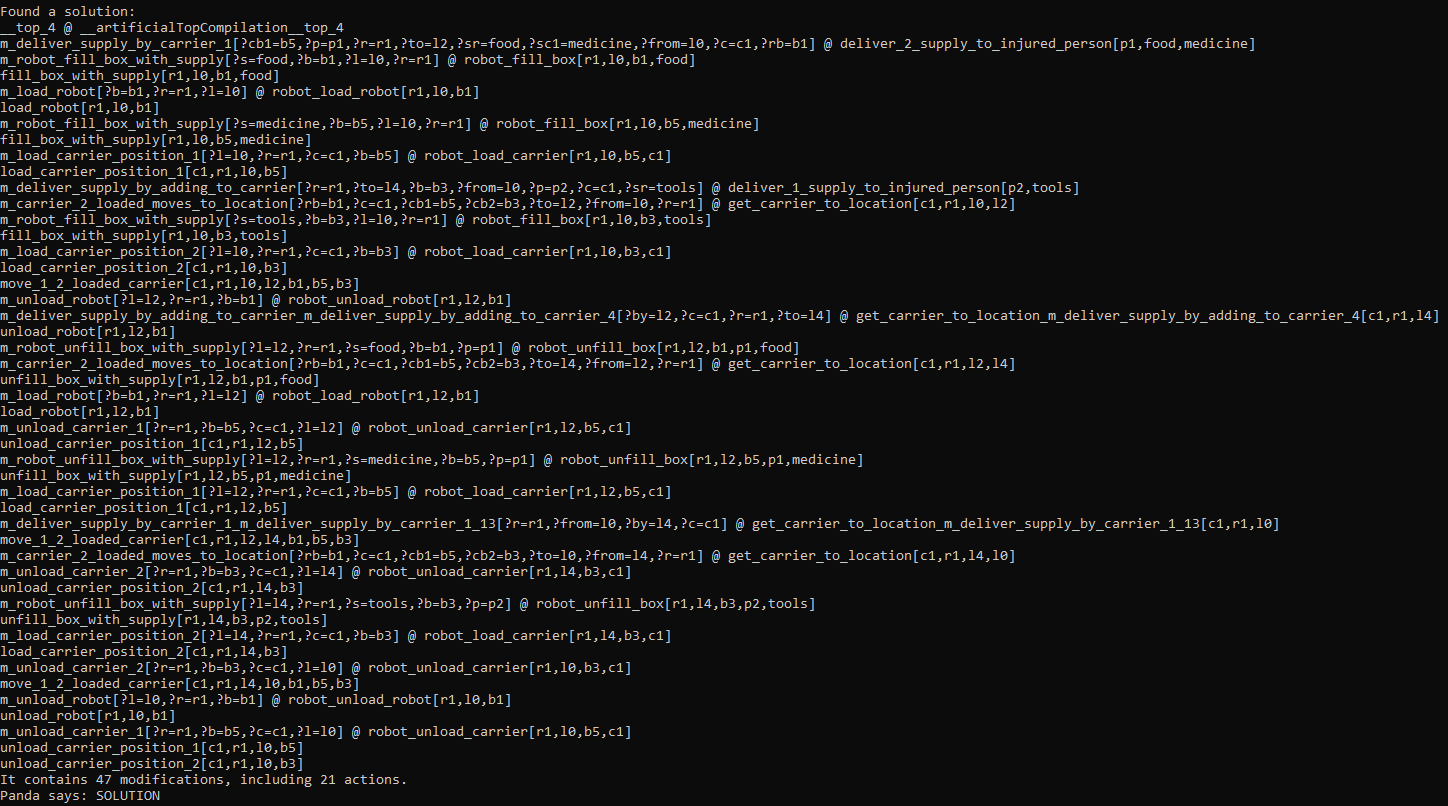 Found a solution:
__top_4 @ __artificialTopCompilation__top_4
m_deliver_supply_by_carrier_1[?cb1=b5,?p=p1,?r=r1,?to=l2,?sr=food,?sc1=medicine,?from=l0,?c=c1,?rb=b1] @ deliver_2_supply_to_injured_person[p1,food,medicine]
m_robot_fill_box_with_supply[?s=food,?b=b1,?l=l0,?r=r1] @ robot_fill_box[r1,l0,b1,food]
fill_box_with_supply[r1,l0,b1,food]
m_load_robot[?b=b1,?r=r1,?l=l0] @ robot_load_robot[r1,l0,b1]
load_robot[r1,l0,b1]
m_robot_fill_box_with_supply[?s=medicine,?b=b5,?l=l0,?r=r1] @ robot_fill_box[r1,l0,b5,medicine]
fill_box_with_supply[r1,l0,b5,medicine]
m_load_carrier_position_1[?l=l0,?r=r1,?c=c1,?b=b5] @ robot_load_carrier[r1,l0,b5,c1]
load_carrier_position_1[c1,r1,l0,b5]
m_deliver_supply_by_adding_to_carrier[?r=r1,?to=l4,?b=b3,?from=l0,?p=p2,?c=c1,?sr=tools] @ deliver_1_supply_to_injured_person[p2,tools]
m_carrier_2_loaded_moves_to_location[?rb=b1,?c=c1,?cb1=b5,?cb2=b3,?to=l2,?from=l0,?r=r1] @ get_carrier_to_location[c1,r1,l0,l2]
m_robot_fill_box_with_supply[?s=tools,?b=b3,?l=l0,?r=r1] @ robot_fill_box[r1,l0,b3,tools]
fill_box_with_supply[r1,l0,b3,tools]
m_load_carrier_position_2[?l=l0,?r=r1,?c=c1,?b=b3] @ robot_load_carrier[r1,l0,b3,c1]
load_carrier_position_2[c1,r1,l0,b3]
move_1_2_loaded_carrier[c1,r1,l0,l2,b1,b5,b3]
m_unload_robot[?l=l2,?r=r1,?b=b1] @ robot_unload_robot[r1,l2,b1]
m_deliver_supply_by_adding_to_carrier_m_deliver_supply_by_adding_to_carrier_4[?by=l2,?c=c1,?r=r1,?to=l4] @ get_carrier_to_location_m_deliver_supply_by_adding_to_carrier_4[c1,r1,l4]
unload_robot[r1,l2,b1]
m_robot_unfill_box_with_supply[?l=l2,?r=r1,?s=food,?b=b1,?p=p1] @ robot_unfill_box[r1,l2,b1,p1,food]
m_carrier_2_loaded_moves_to_location[?rb=b1,?c=c1,?cb1=b5,?cb2=b3,?to=l4,?from=l2,?r=r1] @ get_carrier_to_location[c1,r1,l2,l4]
unfill_box_with_supply[r1,l2,b1,p1,food]
m_load_robot[?b=b1,?r=r1,?l=l2] @ robot_load_robot[r1,l2,b1]
load_robot[r1,l2,b1]
m_unload_carrier_1[?r=r1,?b=b5,?c=c1,?l=l2] @ robot_unload_carrier[r1,l2,b5,c1]
unload_carrier_position_1[c1,r1,l2,b5]
m_robot_unfill_box_with_supply[?l=l2,?r=r1,?s=medicine,?b=b5,?p=p1] @ robot_unfill_box[r1,l2,b5,p1,medicine]
unfill_box_with_supply[r1,l2,b5,p1,medicine]
m_load_carrier_position_1[?l=l2,?r=r1,?c=c1,?b=b5] @ robot_load_carrier[r1,l2,b5,c1]
load_carrier_position_1[c1,r1,l2,b5]
m_deliver_supply_by_carrier_1_m_deliver_supply_by_carrier_1_13[?r=r1,?from=l0,?by=l4,?c=c1] @ get_carrier_to_location_m_deliver_supply_by_carrier_1_13[c1,r1,l0]
move_1_2_loaded_carrier[c1,r1,l2,l4,b1,b5,b3]
m_carrier_2_loaded_moves_to_location[?rb=b1,?c=c1,?cb1=b5,?cb2=b3,?to=l0,?from=l4,?r=r1] @ get_carrier_to_location[c1,r1,l4,l0]
m_unload_carrier_2[?r=r1,?b=b3,?c=c1,?l=l4] @ robot_unload_carrier[r1,l4,b3,c1]
unload_carrier_position_2[c1,r1,l4,b3]
m_robot_unfill_box_with_supply[?l=l4,?r=r1,?s=tools,?b=b3,?p=p2] @ robot_unfill_box[r1,l4,b3,p2,tools]
unfill_box_with_supply[r1,l4,b3,p2,tools]
m_load_carrier_position_2[?l=l4,?r=r1,?c=c1,?b=b3] @ robot_load_carrier[r1,l4,b3,c1]
load_carrier_position_2[c1,r1,l4,b3]
m_unload_carrier_2[?r=r1,?b=b3,?c=c1,?l=l0] @ robot_unload_carrier[r1,l0,b3,c1]
move_1_2_loaded_carrier[c1,r1,l4,l0,b1,b5,b3]
m_unload_robot[?l=l0,?r=r1,?b=b1] @ robot_unload_robot[r1,l0,b1]
unload_robot[r1,l0,b1]
m_unload_carrier_1[?r=r1,?b=b5,?c=c1,?l=l0] @ robot_unload_carrier[r1,l0,b5,c1]
unload_carrier_position_1[c1,r1,l0,b5]
unload_carrier_position_2[c1,r1,l0,b3]
It contains 47 modifications, including 21 actions.
Panda says: SOLUTION